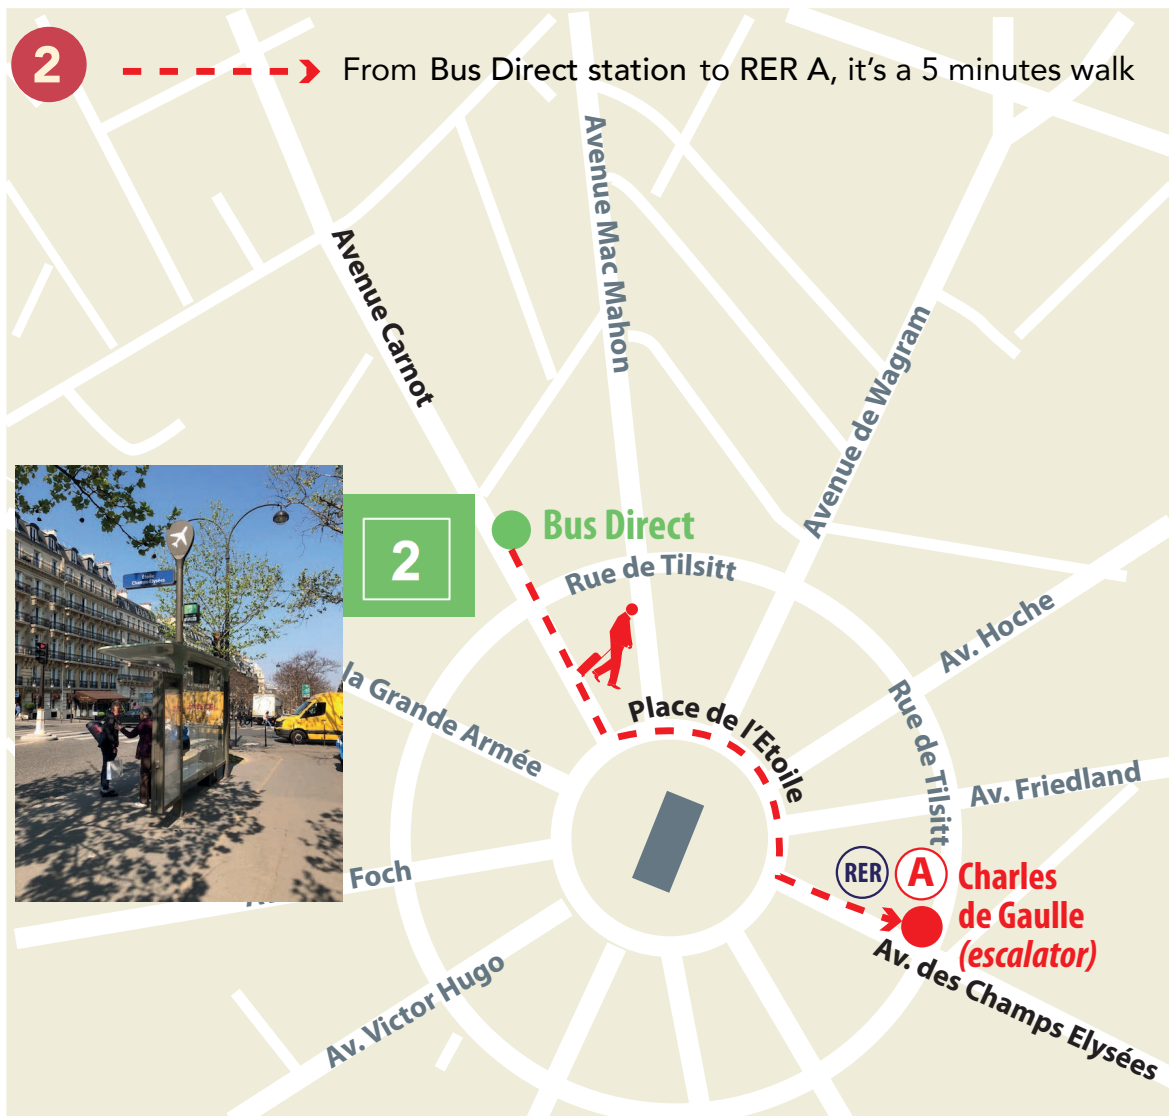 2
From Bus Direct station to RER A, it's a 5 minutes walk
Avenue Mac Mahon
Avenue Carnot
Avenue de Wagram
2
Bus Direct
Rue de Tilsitt
Av. Hoche
la Grande Armée
Place de l'Etoile
Rue de Tilsitt
Av. Friedland
Foch
RER
A
Charles
de Gaulle
(escalator)
Av. des Champs Elysées
Av. Victor Hugo